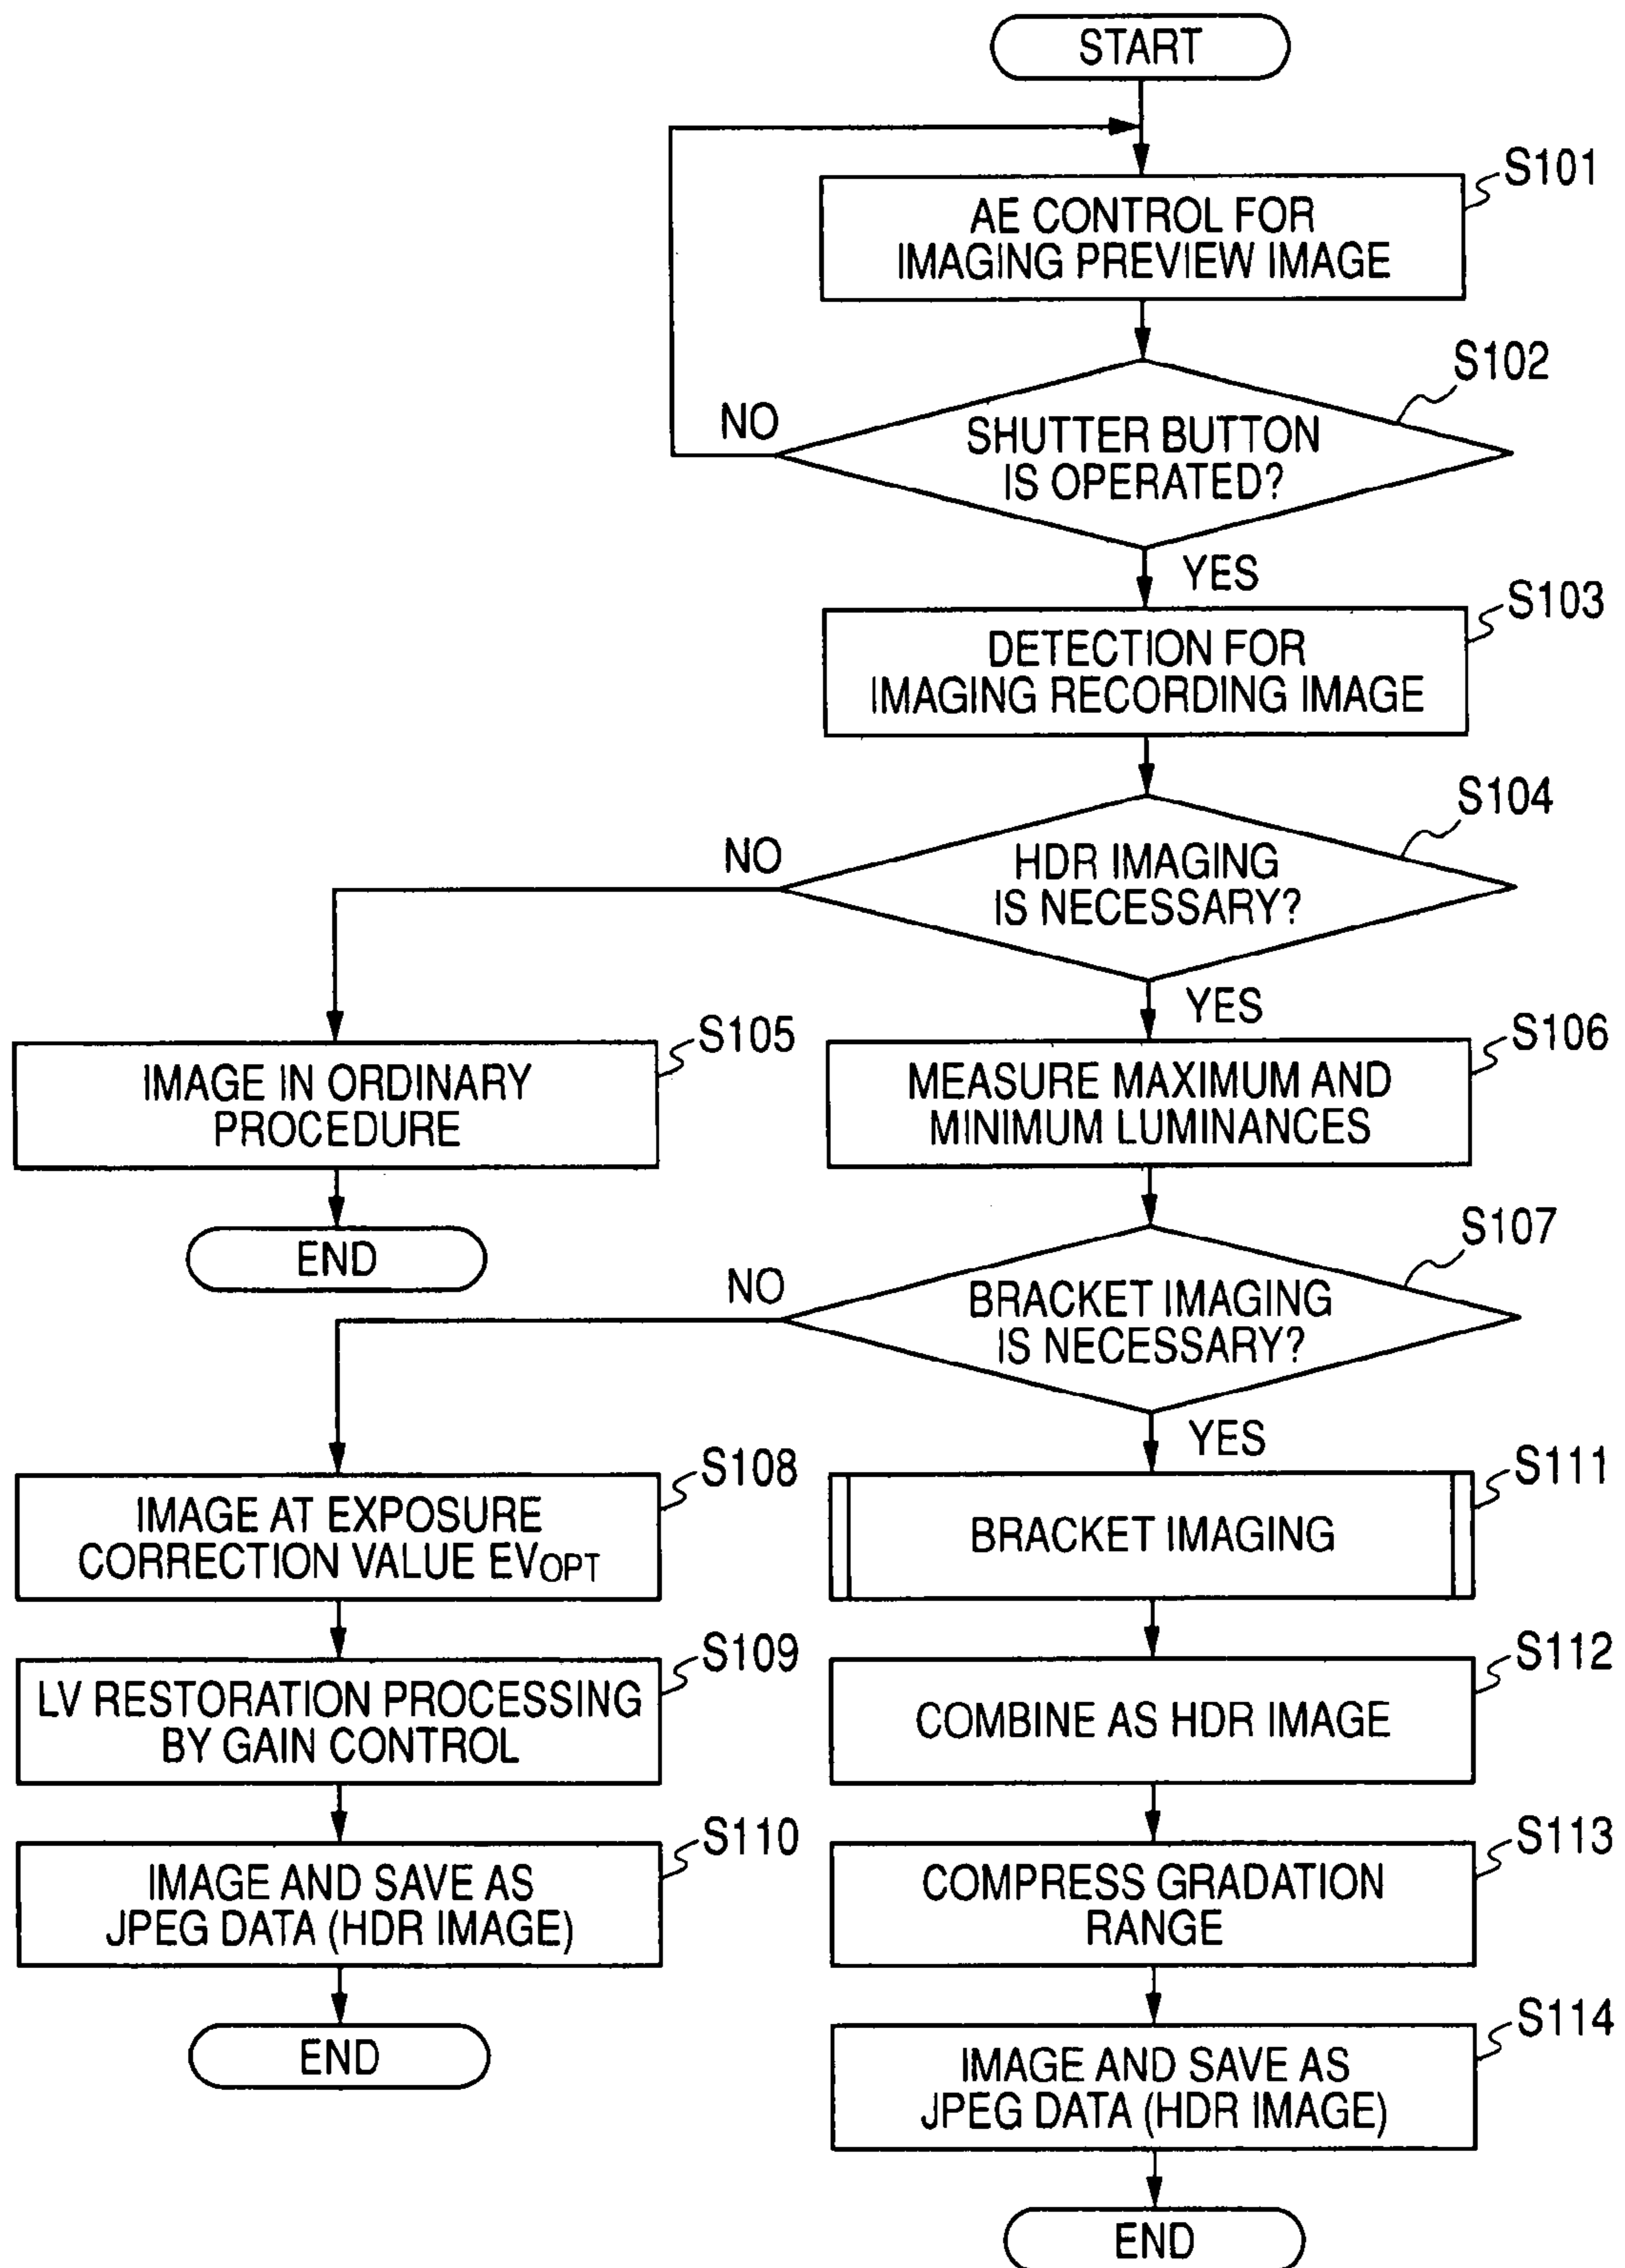 START
S101
AE CONTROL FOR
IMAGING PREVIEW IMAGE
S102
NO
SHUTTER BUTTON
IS OPERATED?
YES
S103
DETECTION FOR
IMAGING RECORDING IMAGE
S104
NO
HDR IMAGING
IS NECESSARY?
YES
S105
IMAGE IN ORDINARY
PROCEDURE
END
S106
MEASURE MAXIMUM AND
MINIMUM LUMINANCES
S107
NO
BRACKET IMAGING
IS NECESSARY?
YES
S108
IMAGE AT EXPOSURE
CORRECTION VALUE EVOPT
S109
LV RESTORATION PROCESSING
BY GAIN CONTROL
S110
IMAGE AND SAVE AS
JPEG DATA (HDR IMAGE)
END
S111
BRACKET IMAGING
S112
COMBINE AS HDR IMAGE
S113
COMPRESS GRADATION
RANGE
S114
IMAGE AND SAVE AS
JPEG DATA (HDR IMAGE)
END